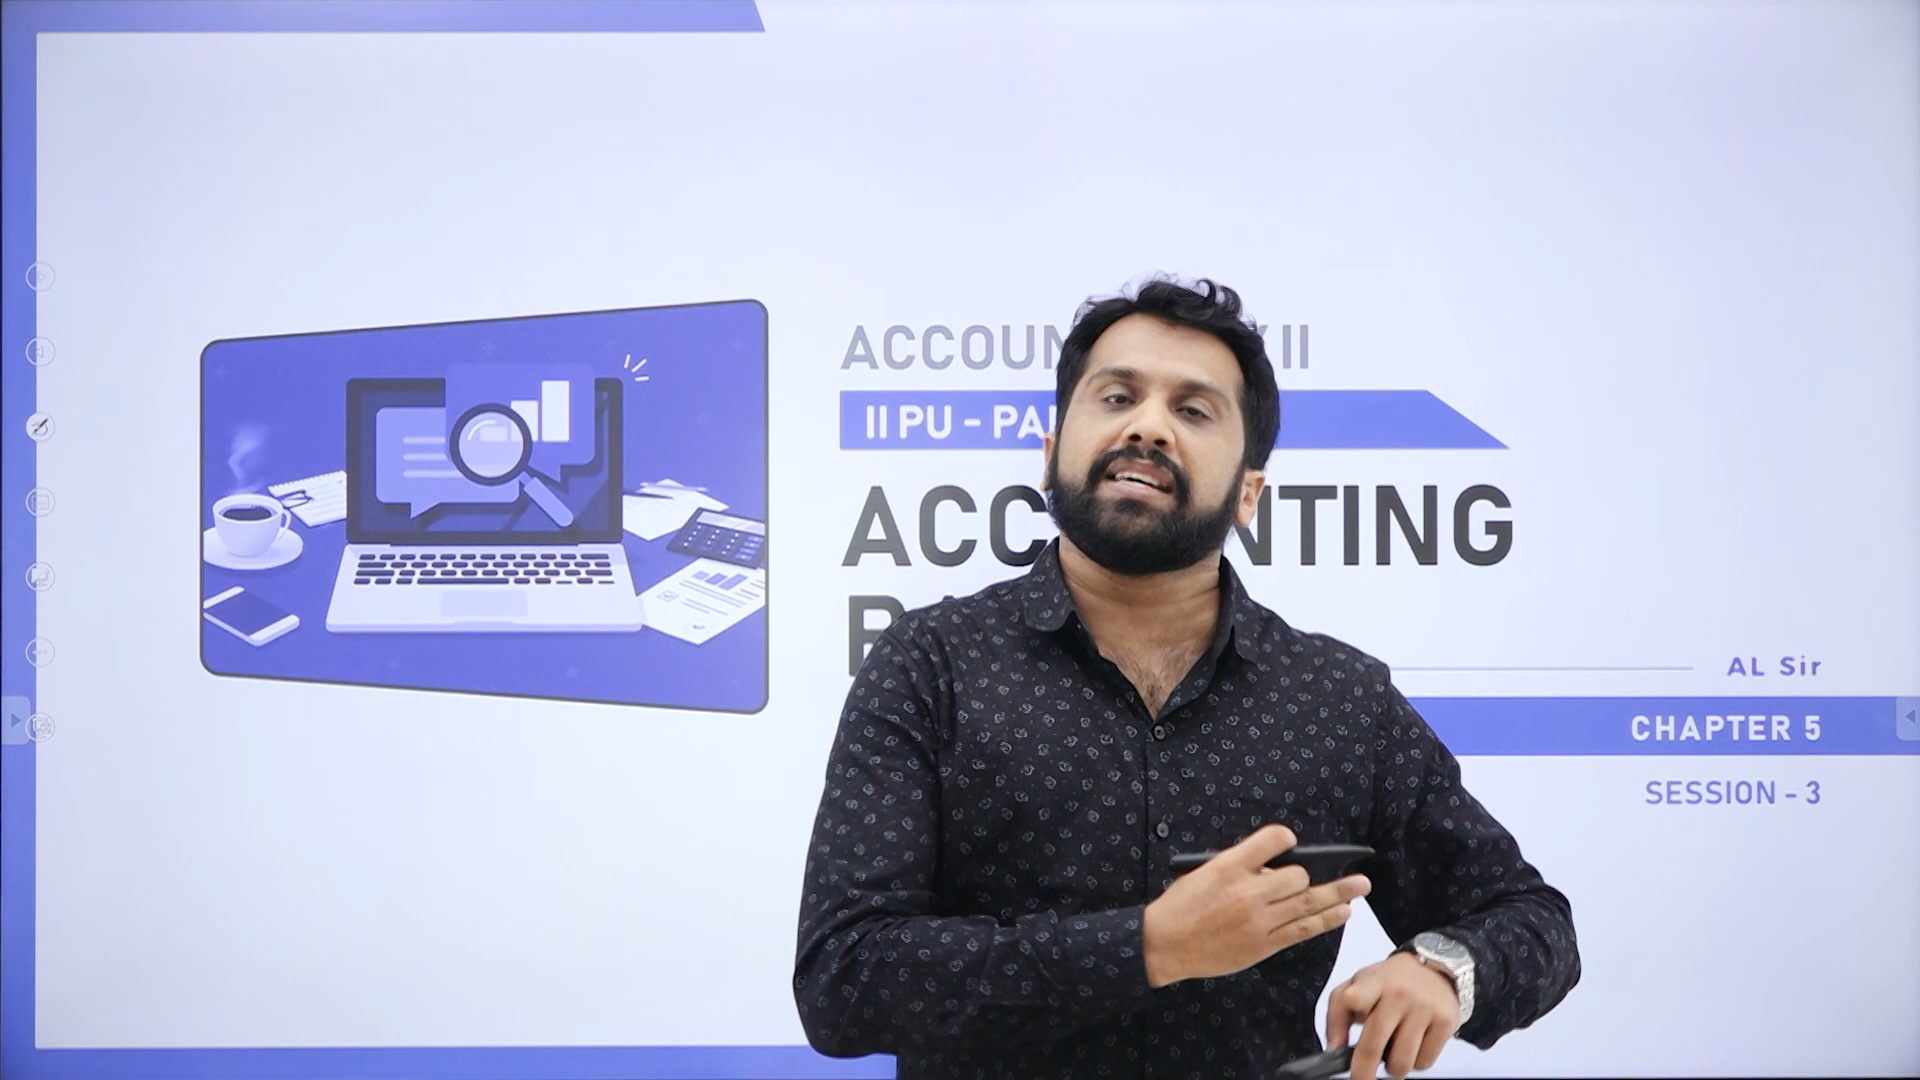 ACCOUN II
II PU - PA
ACC NTING
AL Sir
CHAPTER 5
SESSION - 3